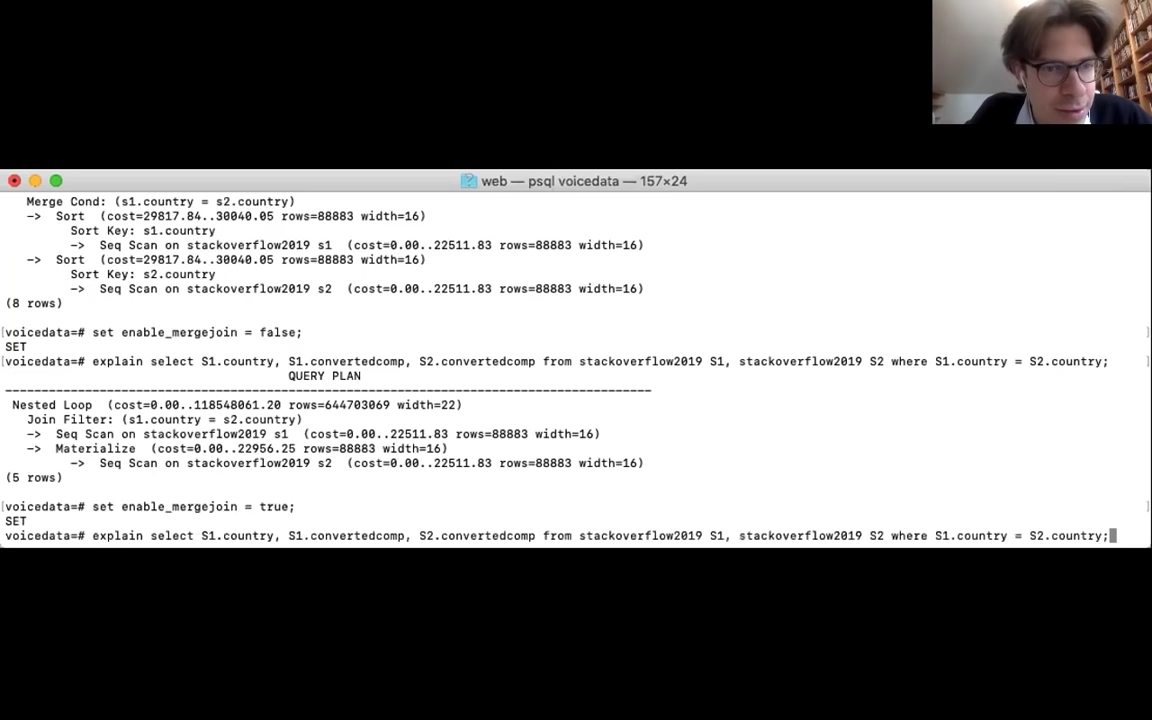 web — psql voicedata — 157×24
Merge Cond: (s1.country = s2.country)
-> Sort (cost=29817.84..30040.05 rows=88883 width=16)
Sort Key: s1.country
-> Seq Scan on stackoverflow2019 s1 (cost=0.00..22511.83 rows=88883 width=16)
-> Sort (cost=29817.84..30040.05 rows=88883 width=16)
Sort Key: s2.country
-> Seq Scan on stackoverflow2019 s2 (cost=0.00..22511.83 rows=88883 width=16)
(8 rows)
[voicedata=# set enable_mergejoin = false; ]
SET
[voicedata=# explain select S1.country, S1.convertedcomp, S2.convertedcomp from stackoverflow2019 S1, stackoverflow2019 S2 where S1.country = S2.country; ]
QUERY PLAN
-----------------------------------------------------------------------------------------
Nested Loop (cost=0.00..118548061.20 rows=644703069 width=22)
Join Filter: (s1.country = s2.country)
-> Seq Scan on stackoverflow2019 s1 (cost=0.00..22511.83 rows=88883 width=16)
-> Materialize (cost=0.00..22956.25 rows=88883 width=16)
-> Seq Scan on stackoverflow2019 s2 (cost=0.00..22511.83 rows=88883 width=16)
(5 rows)
[voicedata=# set enable_mergejoin = true; ]
SET
voicedata=# explain select S1.country, S1.convertedcomp, S2.convertedcomp from stackoverflow2019 S1, stackoverflow2019 S2 where S1.country = S2.country;